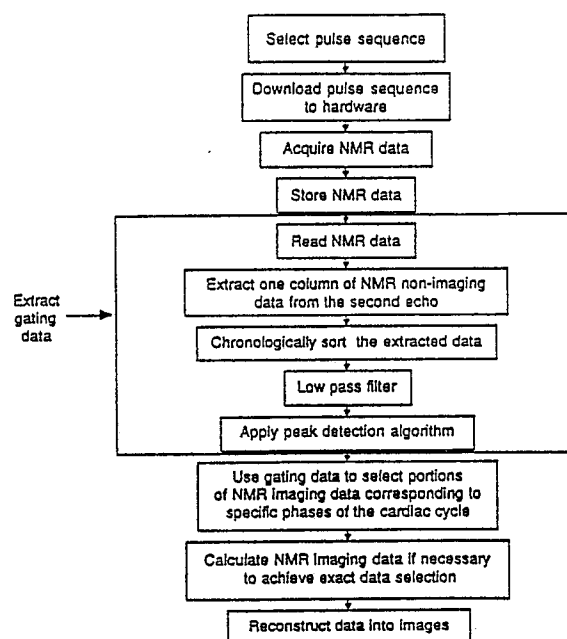 Select pulse sequence
Download pulse sequence
to hardware
Acquire NMR data
Store NMR data
Read NMR data
Extract one column of NMR non-imaging
data from the second echo
Extract
gating
data
Chronologically sort the extracted data
Low pass filter
Apply peak detection algorithm
Use gating data to select portions
of NMR imaging data corresponding to
specific phases of the cardiac cycle
Calculate NMR imaging data if necessary
to achieve exact data selection
Reconstruct data into images